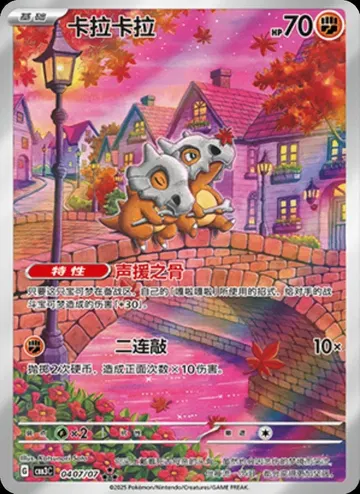 基础
卡拉卡拉
HP70
特性 声援之骨
只要这只宝可梦在备战区，自己的「嘎啦嘎啦」所使用的招式，给对手的战
斗宝可梦造成的伤害「+30」。
二连敲 10×
抛掷2次硬币，造成正面次数×10伤害。
×2
G CBB3C 0407/07
©2025 Pokémon/Nintendo/Creatures/GAME FREAK.